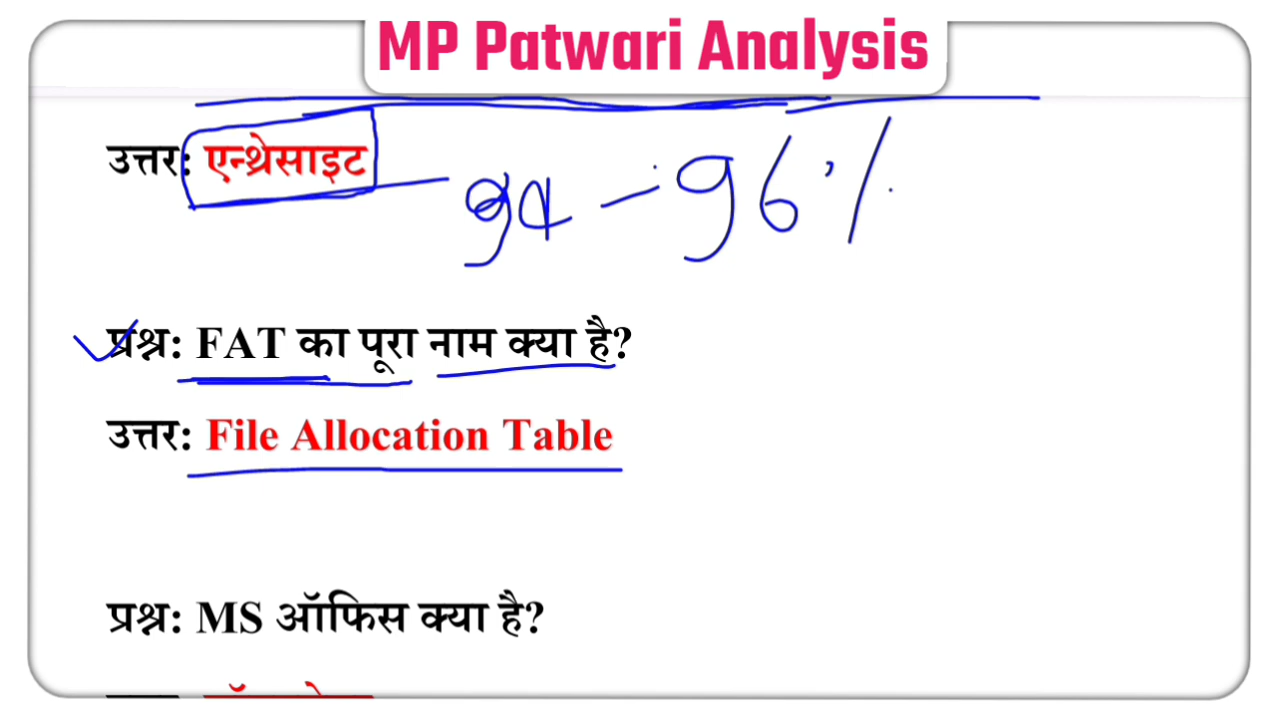 MP Patwari Analysis
उत्तर: एन्थ्रेसाइट 94 - 96%
प्रश्न: FAT का पूरा नाम क्या है?
उत्तर: File Allocation Table
प्रश्न: MS ऑफिस क्या है?